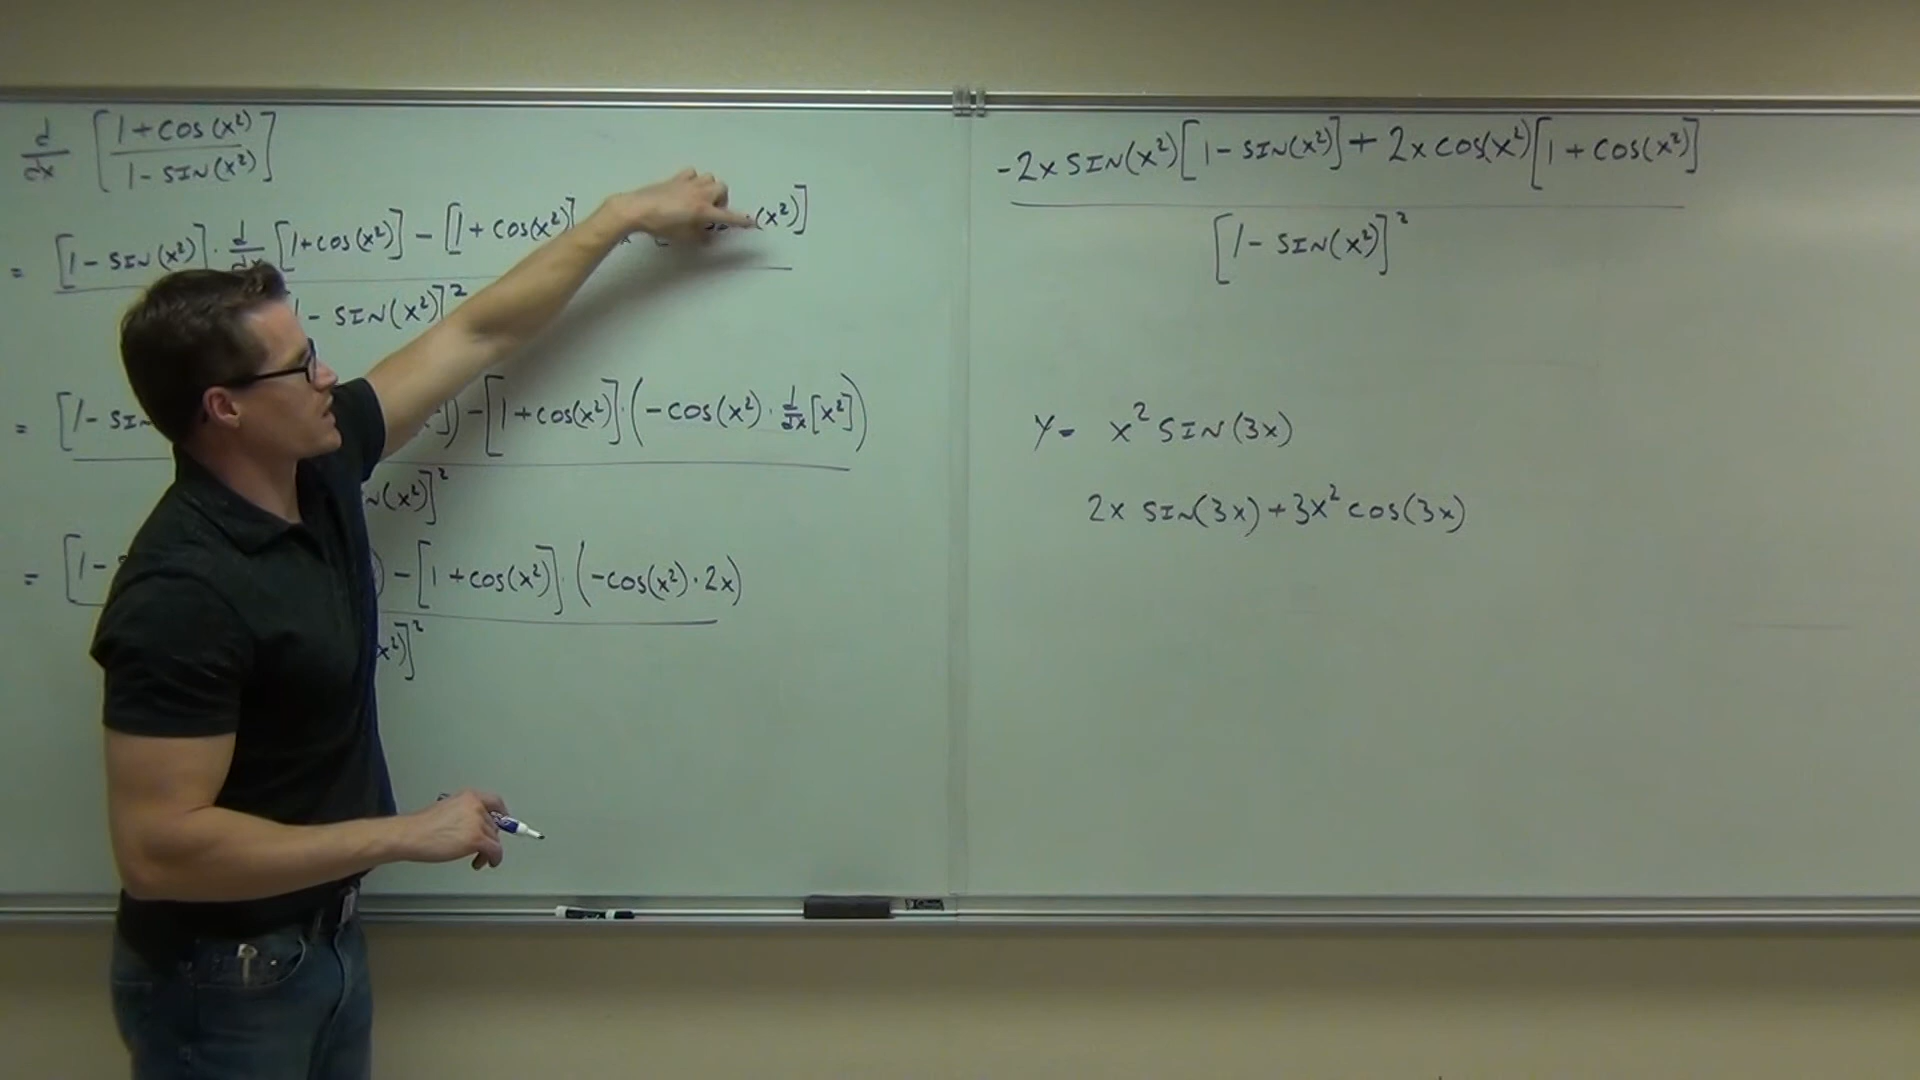 d/dx [1+cos(x²) / 1-SIN(x²)]
= [1-SIN(x²)]·d/dx[1+cos(x²)] - [1+cos(x²)] (x²)]
1- SIN(x²)]²
= [1-SIN ]) - [1+cos(x²)]·(-cos(x²)·d/dx[x²])
(x²)]²
= [1- ) - [1+cos(x²)]·(-cos(x²)·2x)
x²)]²
-2x SIN(x²)[1-SIN(x²)] + 2x cos(x²)[1+cos(x²)]
[1-SIN(x²)]²
Y= x² SIN(3x)
2x SIN(3x)+3x² cos(3x)